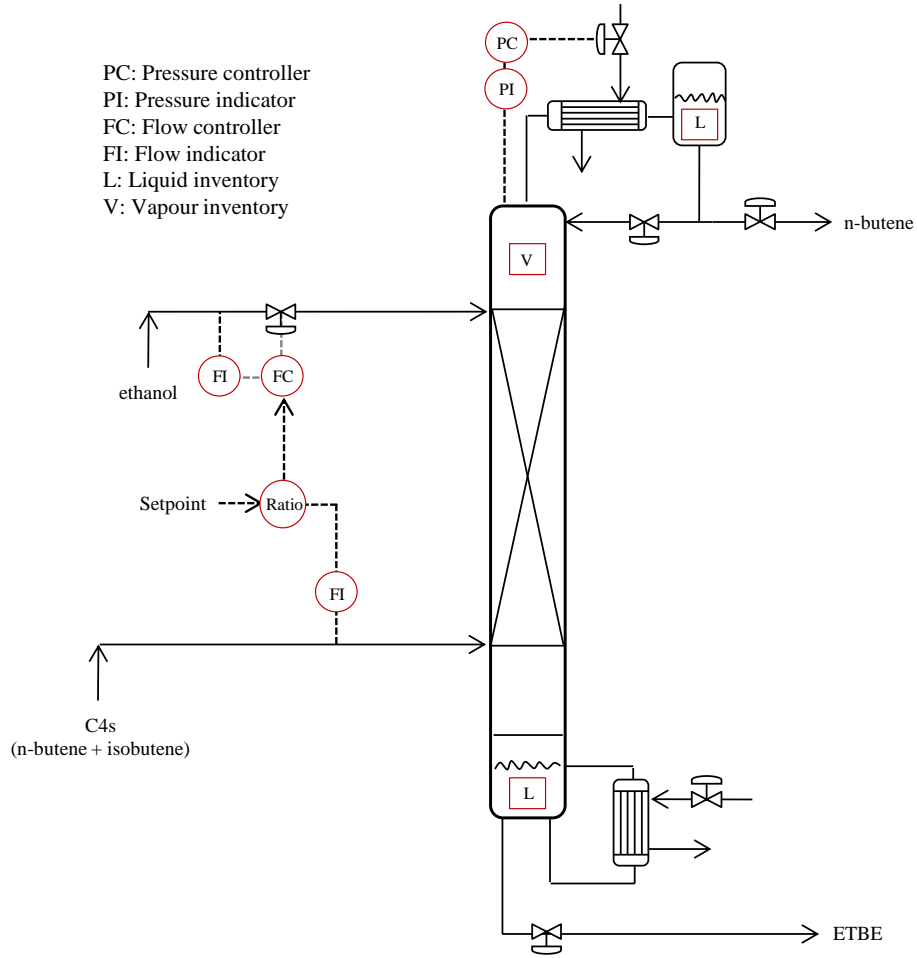 PC: Pressure controller
PI: Pressure indicator
FC: Flow controller
FI: Flow indicator
L: Liquid inventory
V: Vapour inventory
PC
PI
L
n-butene
V
ethanol
FI
FC
Setpoint
Ratio
FI
C4s
(n-butene + isobutene)
L
ETBE